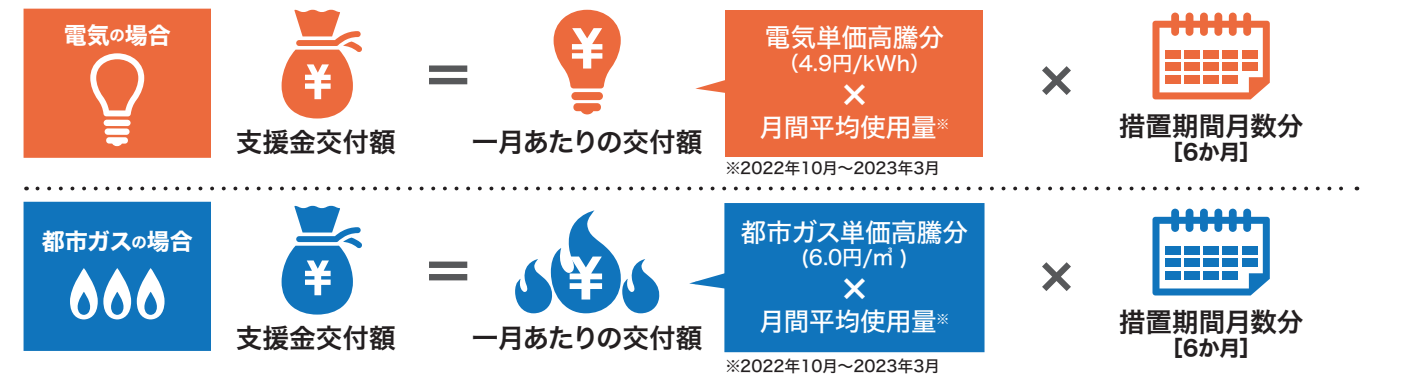 電気の場合
¥
支援金交付額
=
¥
一月あたりの交付額
電気単価高騰分
(4.9円/kWh)
×
月間平均使用量※
※2022年10月〜2023年3月
×
措置期間月数分
[6か月]
都市ガスの場合
¥
支援金交付額
=
¥
一月あたりの交付額
都市ガス単価高騰分
(6.0円/㎥ )
×
月間平均使用量※
※2022年10月〜2023年3月
×
措置期間月数分
[6か月]